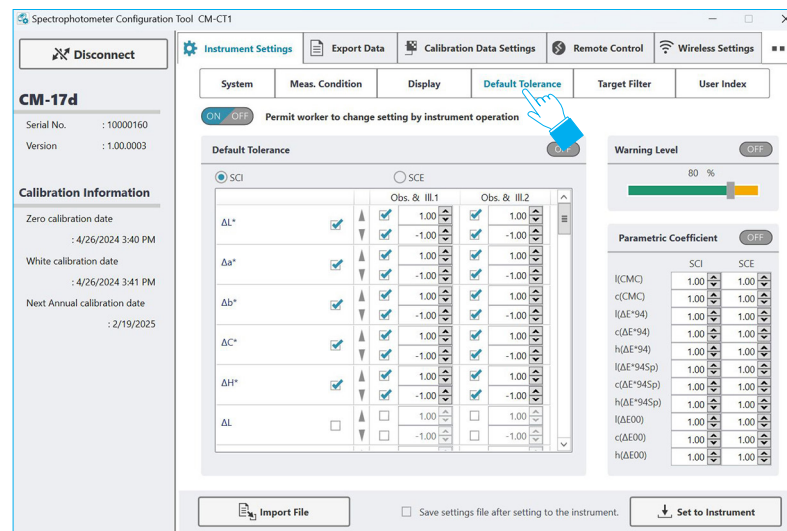 Spectrophotometer Configuration Tool CM-CT1
Disconnect
CM-17d
Serial No. : 10000160
Version : 1.00.0003
Calibration Information
Zero calibration date
: 4/26/2024 3:40 PM
White calibration date
: 4/26/2024 3:41 PM
Next Annual calibration date
: 2/19/2025
Instrument Settings Export Data Calibration Data Settings Remote Control Wireless Settings
System Meas. Condition Display Default Tolerance Target Filter User Index
ON OFF Permit worker to change setting by instrument operation
Default Tolerance
SCI SCE
Obs. & Ill.1 Obs. & Ill.2
ΔL* 1.00 1.00
-1.00 -1.00
Δa* 1.00 1.00
-1.00 -1.00
Δb* 1.00 1.00
-1.00 -1.00
ΔC* 1.00 1.00
-1.00 -1.00
ΔH* 1.00 1.00
-1.00 -1.00
ΔL 1.00 1.00
-1.00 -1.00
Warning Level OFF
80 %
Parametric Coefficient OFF
SCI SCE
l(CMC) 1.00 1.00
c(CMC) 1.00 1.00
l(ΔE*94) 1.00 1.00
c(ΔE*94) 1.00 1.00
h(ΔE*94) 1.00 1.00
l(ΔE*94Sp) 1.00 1.00
c(ΔE*94Sp) 1.00 1.00
h(ΔE*94Sp) 1.00 1.00
l(ΔE00) 1.00 1.00
c(ΔE00) 1.00 1.00
h(ΔE00) 1.00 1.00
Import File Save settings file after setting to the instrument. Set to Instrument